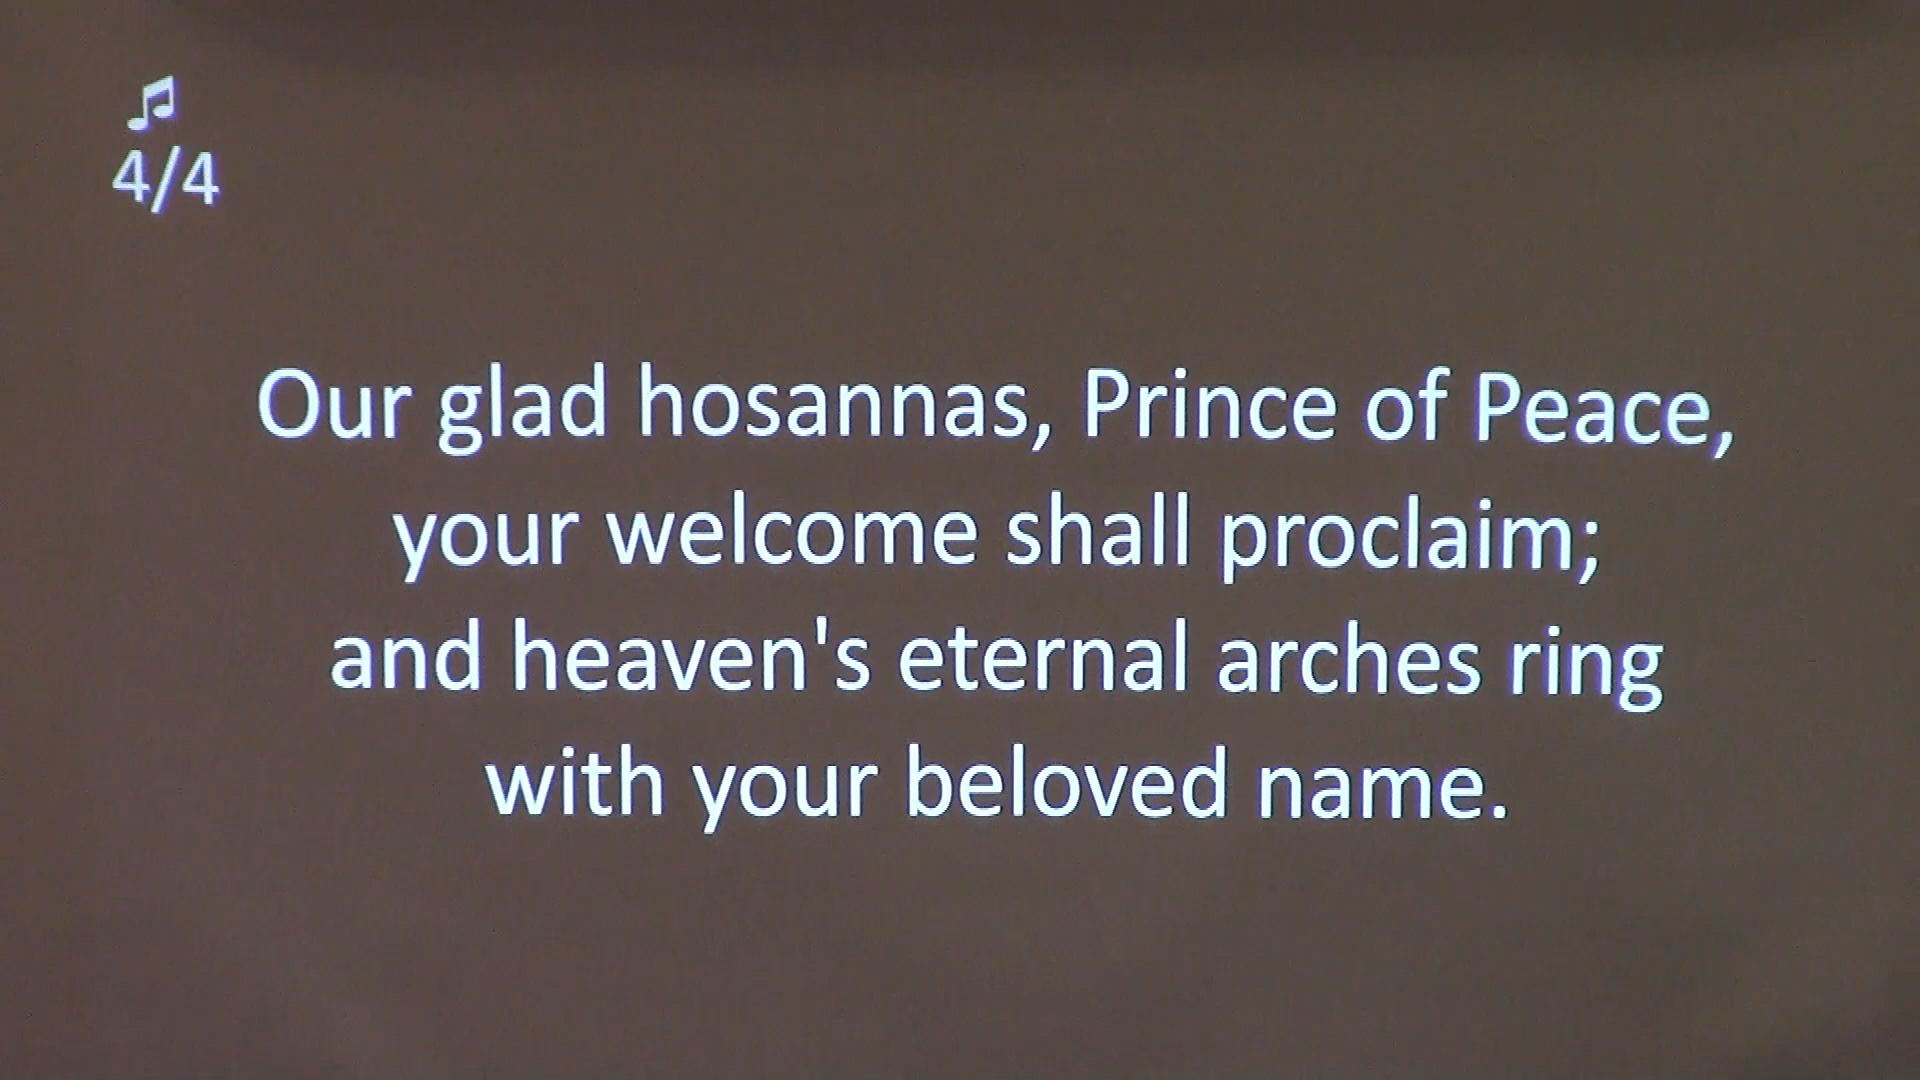 ♫
4/4
Our glad hosannas, Prince of Peace,
your welcome shall proclaim;
and heaven's eternal arches ring
with your beloved name.